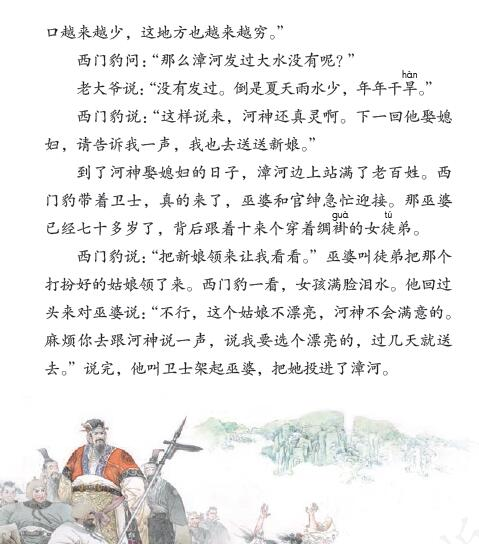 口越来越少，这地方也越来越穷。”
西门豹问：“那么漳河发过大水没有呢？”
hàn
老大爷说：“没有发过。倒是夏天雨水少，年年干旱。”
西门豹说：“这样说来，河神还真灵啊。下一回他娶媳
妇，请告诉我一声，我也去送送新娘。”
到了河神娶媳妇的日子，漳河边上站满了老百姓。西
门豹带着卫士，真的来了，巫婆和官绅急忙迎接。那巫婆
guà tú
已经七十多岁了，背后跟着十来个穿着绸褂的女徒弟。
西门豹说：“把新娘领来让我看看。”巫婆叫徒弟把那个
打扮好的姑娘领了来。西门豹一看，女孩满脸泪水。他回过
头来对巫婆说：“不行，这个姑娘不漂亮，河神不会满意的。
麻烦你去跟河神说一声，说我要选个漂亮的，过几天就送
去。”说完，他叫卫士架起巫婆，把她投进了漳河。